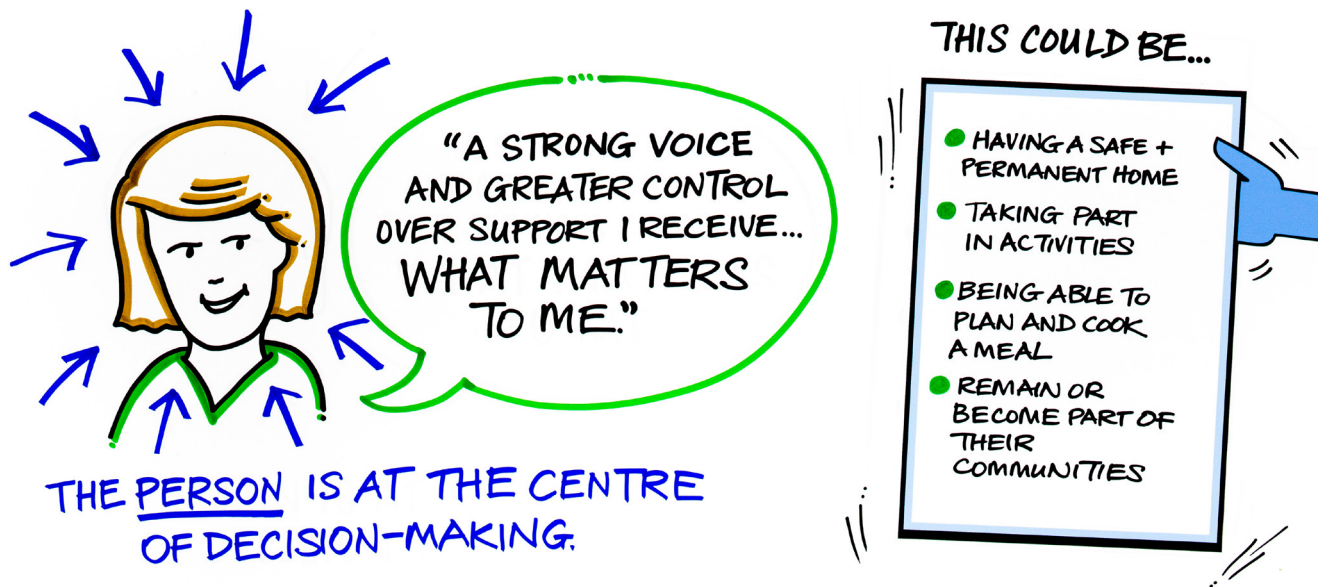 "A STRONG VOICE
AND GREATER CONTROL
OVER SUPPORT I RECEIVE...
WHAT MATTERS
TO ME."
THE PERSON IS AT THE CENTRE
OF DECISION-MAKING.
THIS COULD BE...
HAVING A SAFE +
PERMANENT HOME
TAKING PART
IN ACTIVITIES
BEING ABLE TO
PLAN AND COOK
A MEAL
REMAIN OR
BECOME PART OF
THEIR
COMMUNITIES